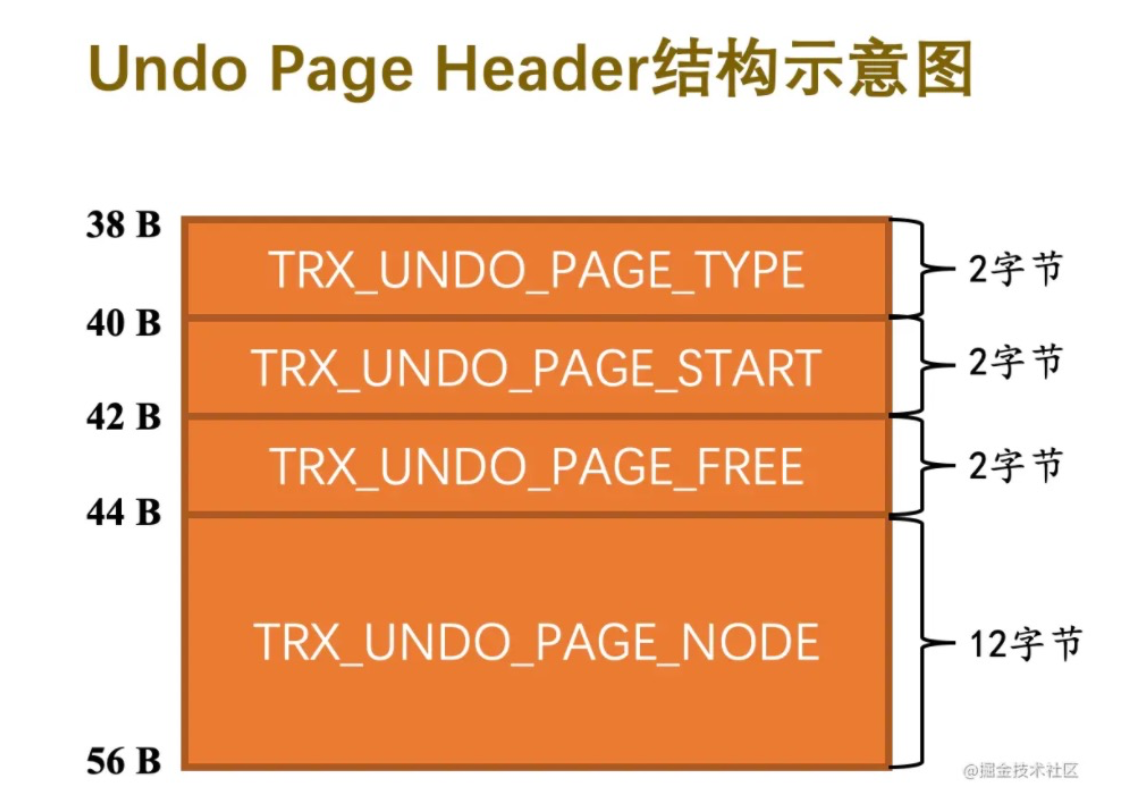 Undo Page Header结构示意图
38 B
TRX_UNDO_PAGE_TYPE
2字节
40 B
TRX_UNDO_PAGE_START
2字节
42 B
TRX_UNDO_PAGE_FREE
2字节
44 B
TRX_UNDO_PAGE_NODE
12字节
56 B
@掘金技术社区